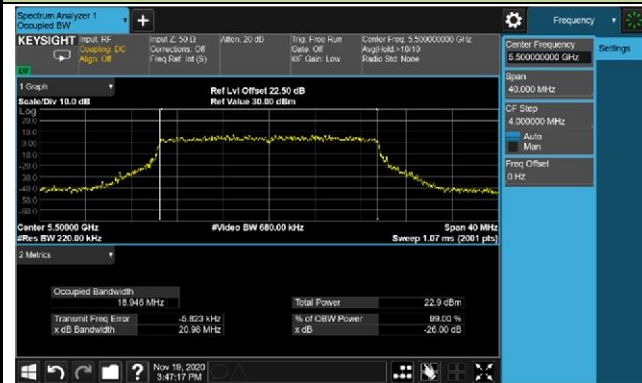 Spectrum Analyzer 1
Occupied BW
+
Frequency
KEYSIGHT
Input: RF
Coupling: DC
Align: Off
Input Z: 50 Ω
Corrections: Off
Freq Ref: Int (S)
Atten: 20 dB
Trig: Free Run
Gate: Off
#IF Gain: Low
Center Freq: 5.500000000 GHz
Avg|Hold:>10/10
Radio Std: None
Center Frequency
5.500000000 GHz
Settings
Span
40.000 MHz
CF Step
4.000000 MHz
Auto
Man
Freq Offset
0 Hz
1 Graph
Scale/Div 10.0 dB
Ref Lvl Offset 22.50 dB
Ref Value 30.00 dBm
Log
20.0
10.0
0.00
-10.0
-20.0
-30.0
-40.0
-50.0
-60.0
Center 5.50000 GHz
#Res BW 220.00 kHz
#Video BW 680.00 kHz
Span 40 MHz
Sweep 1.07 ms (2001 pts)
2 Metrics
Occupied Bandwidth
18.946 MHz
Total Power
22.9 dBm
Transmit Freq Error
-5.823 kHz
% of OBW Power
99.00 %
x dB Bandwidth
20.98 MHz
x dB
-26.00 dB
?
Nov 19, 2020
3:47:17 PM